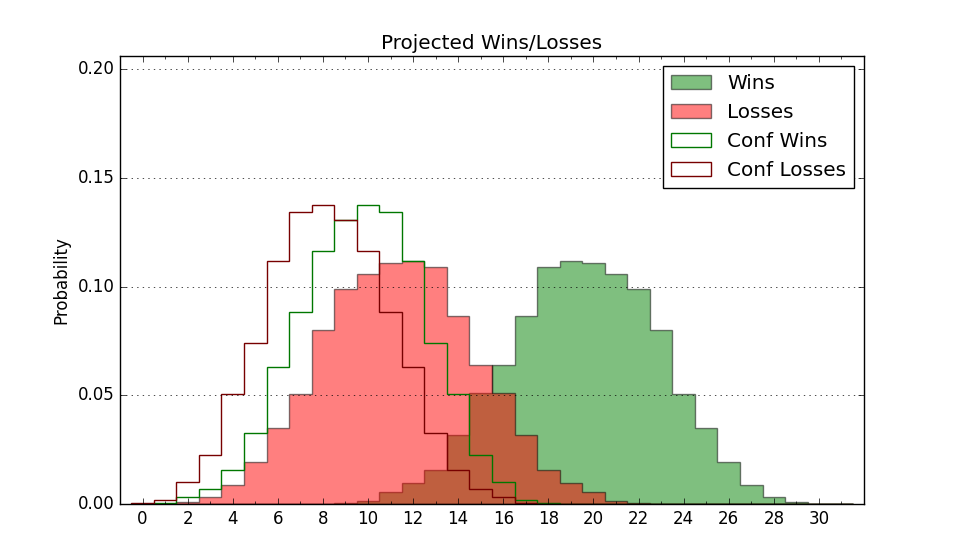 Projected Wins/Losses
0.20
0.15
0.10
0.05
0.00
Probability
Wins
Losses
Conf Wins
Conf Losses
0 2 4 6 8 10 12 14 16 18 20 22 24 26 28 30